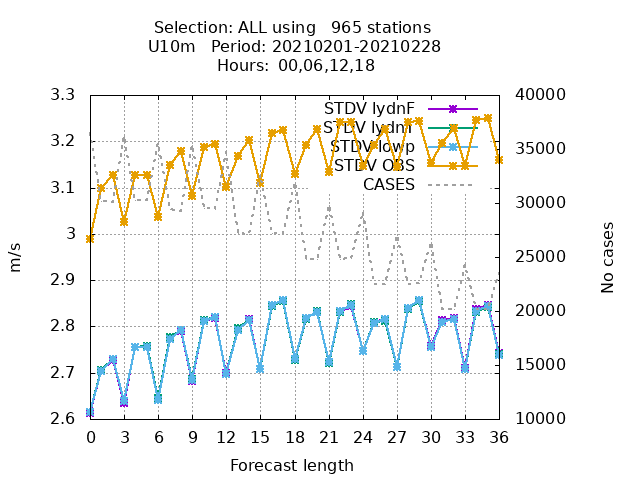 Selection: ALL using 965 stations
U10m Period: 20210201-20210228
Hours: 00,06,12,18
3.3
3.2
3.1
3
2.9
2.8
2.7
2.6
m/s
40000
35000
30000
25000
20000
15000
10000
No cases
STDV lydnF
STDV lydnr
STDV lowp
STDV OBS
CASES
0 3 6 9 12 15 18 21 24 27 30 33 36
Forecast length